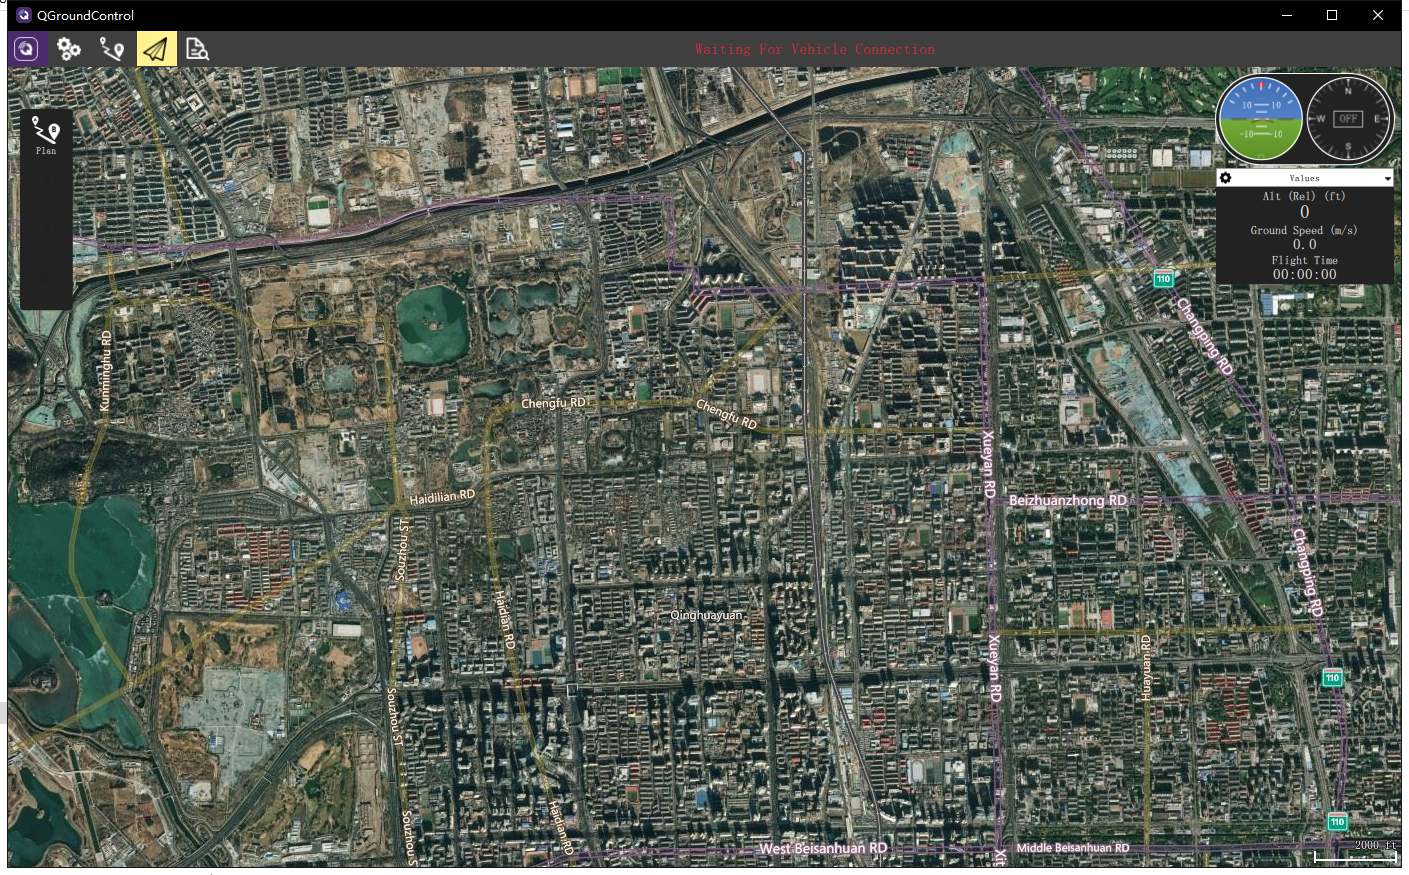 QGroundControl
Waiting For Vehicle Connection
Plan
N
W
OFF
E
S
10
10
-10
-10
Values
Alt (Rel) (ft)
0
Ground Speed (m/s)
0.0
Flight Time
00:00:00
110
Changping RD
Kunminghu RD
Chengfu RD
Chengfu RD
Xueyan RD
Haidilian RD
Beizhuanzhong RD
Souzhou ST
Changping RD
Haidian RD
Qinghuayuan
Xueyan RD
Huayuan RD
110
Souzhou ST
Haidian RD
Souzhou S
110
West Beisanhuan RD
Middle Beisanhuan RD
Xit
2000 ft